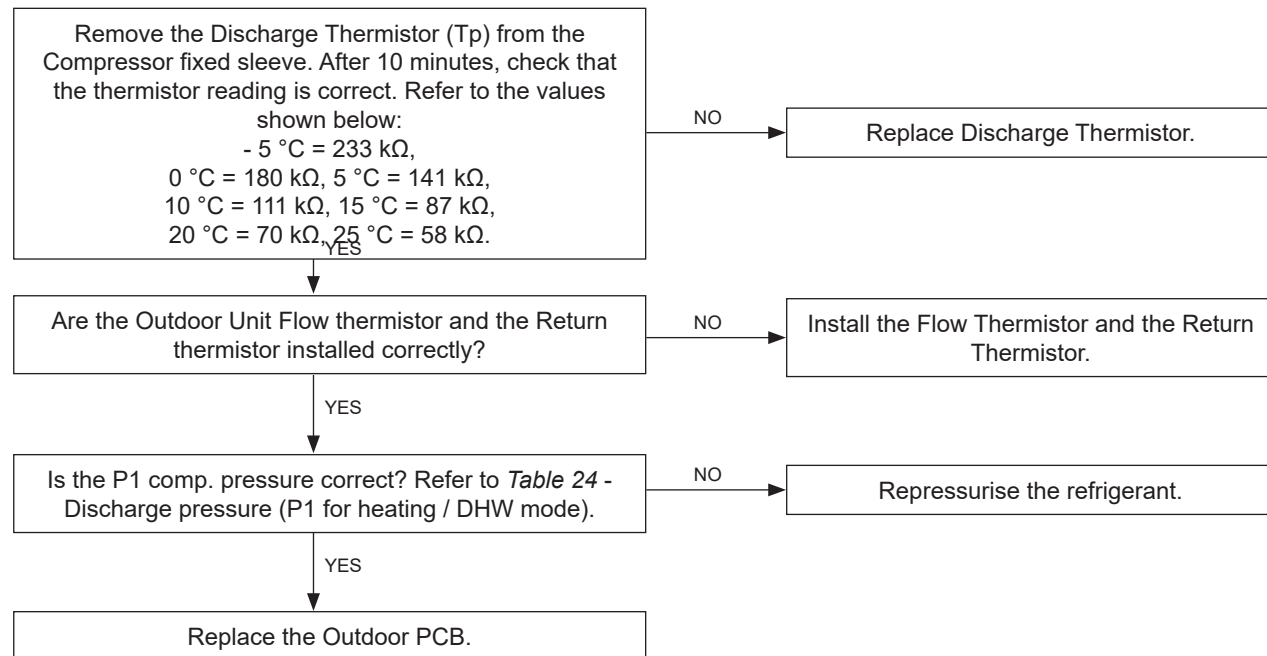 Remove the Discharge Thermistor (Tp) from the
Compressor fixed sleeve. After 10 minutes, check that
the thermistor reading is correct. Refer to the values
shown below:
- 5 °C = 233 kΩ,
0 °C = 180 kΩ, 5 °C = 141 kΩ,
10 °C = 111 kΩ, 15 °C = 87 kΩ,
20 °C = 70 kΩ, 25 °C = 58 kΩ.
NO
Replace Discharge Thermistor.
YES
Are the Outdoor Unit Flow thermistor and the Return
thermistor installed correctly?
NO
Install the Flow Thermistor and the Return
Thermistor.
YES
Is the P1 comp. pressure correct? Refer to Table 24 -
Discharge pressure (P1 for heating / DHW mode).
NO
Repressurise the refrigerant.
YES
Replace the Outdoor PCB.